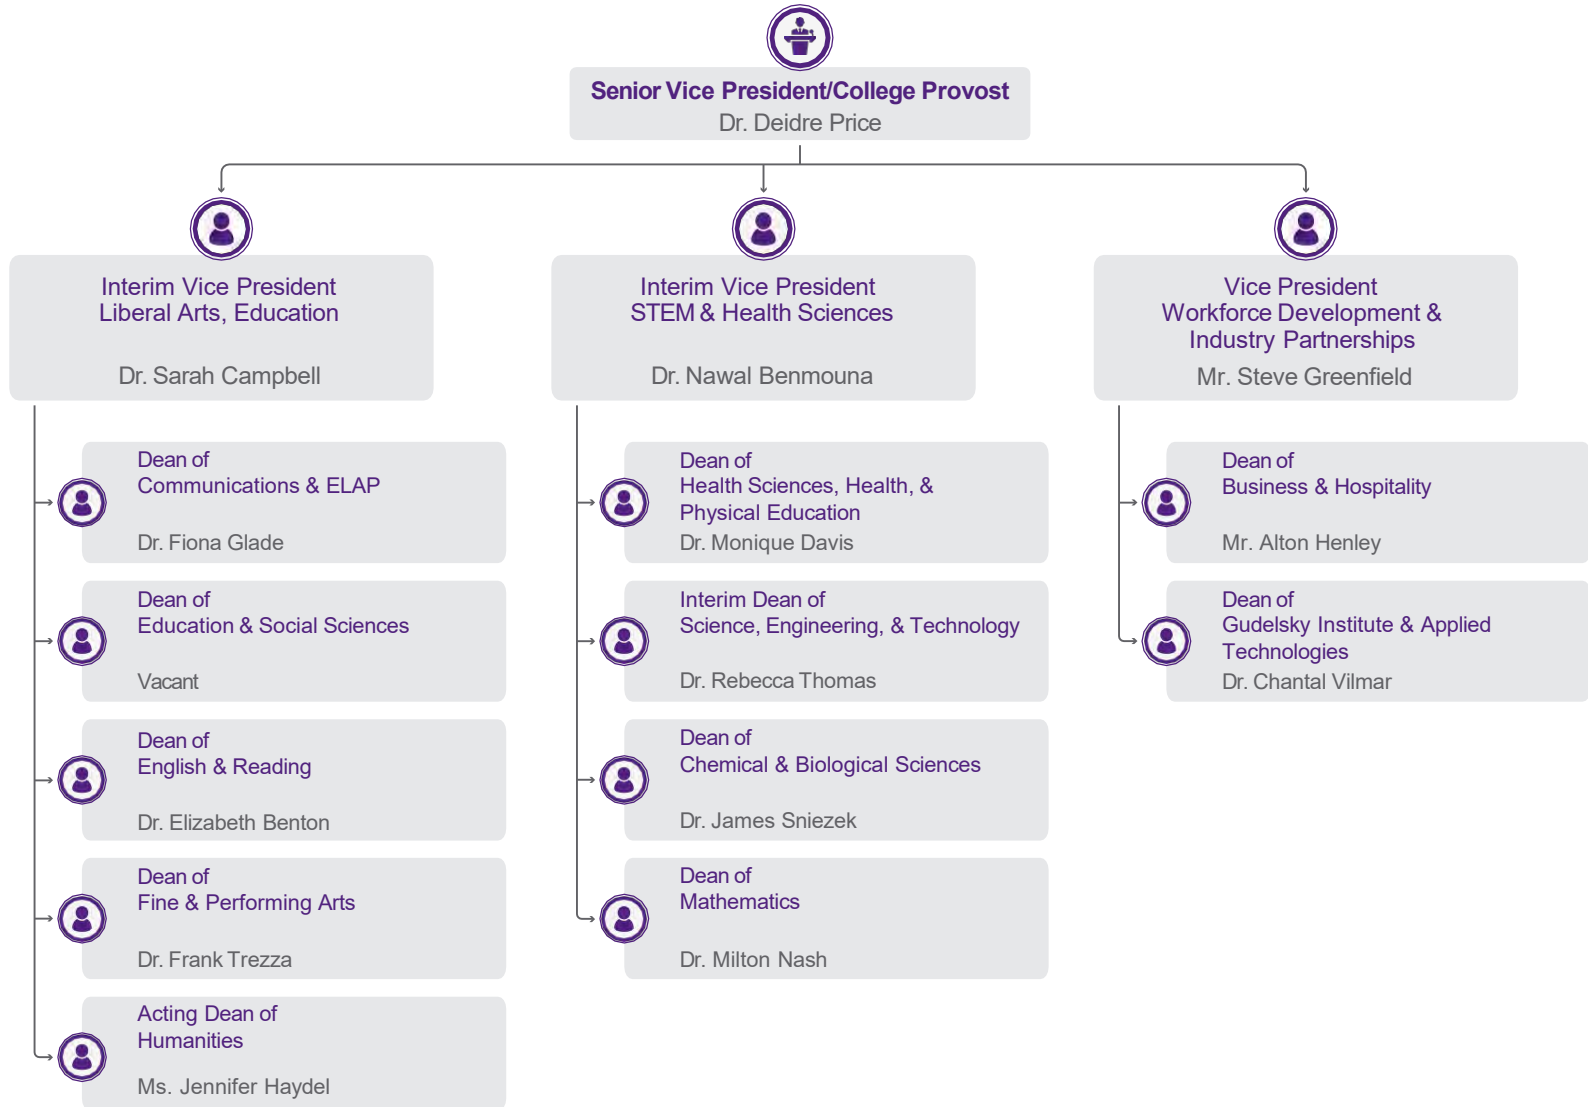 Senior Vice President/College Provost
Dr. Deidre Price
Interim Vice President
Liberal Arts, Education
Dr. Sarah Campbell
Dean of
Communications & ELAP
Dr. Fiona Glade
Dean of
Education & Social Sciences
Vacant
Dean of
English & Reading
Dr. Elizabeth Benton
Dean of
Fine & Performing Arts
Dr. Frank Trezza
Acting Dean of
Humanities
Ms. Jennifer Haydel
Interim Vice President
STEM & Health Sciences
Dr. Nawal Benmouna
Dean of
Health Sciences, Health, &
Physical Education
Dr. Monique Davis
Interim Dean of
Science, Engineering, & Technology
Dr. Rebecca Thomas
Dean of
Chemical & Biological Sciences
Dr. James Sniezek
Dean of
Mathematics
Dr. Milton Nash
Vice President
Workforce Development &
Industry Partnerships
Mr. Steve Greenfield
Dean of
Business & Hospitality
Mr. Alton Henley
Dean of
Gudelsky Institute & Applied
Technologies
Dr. Chantal Vilmar